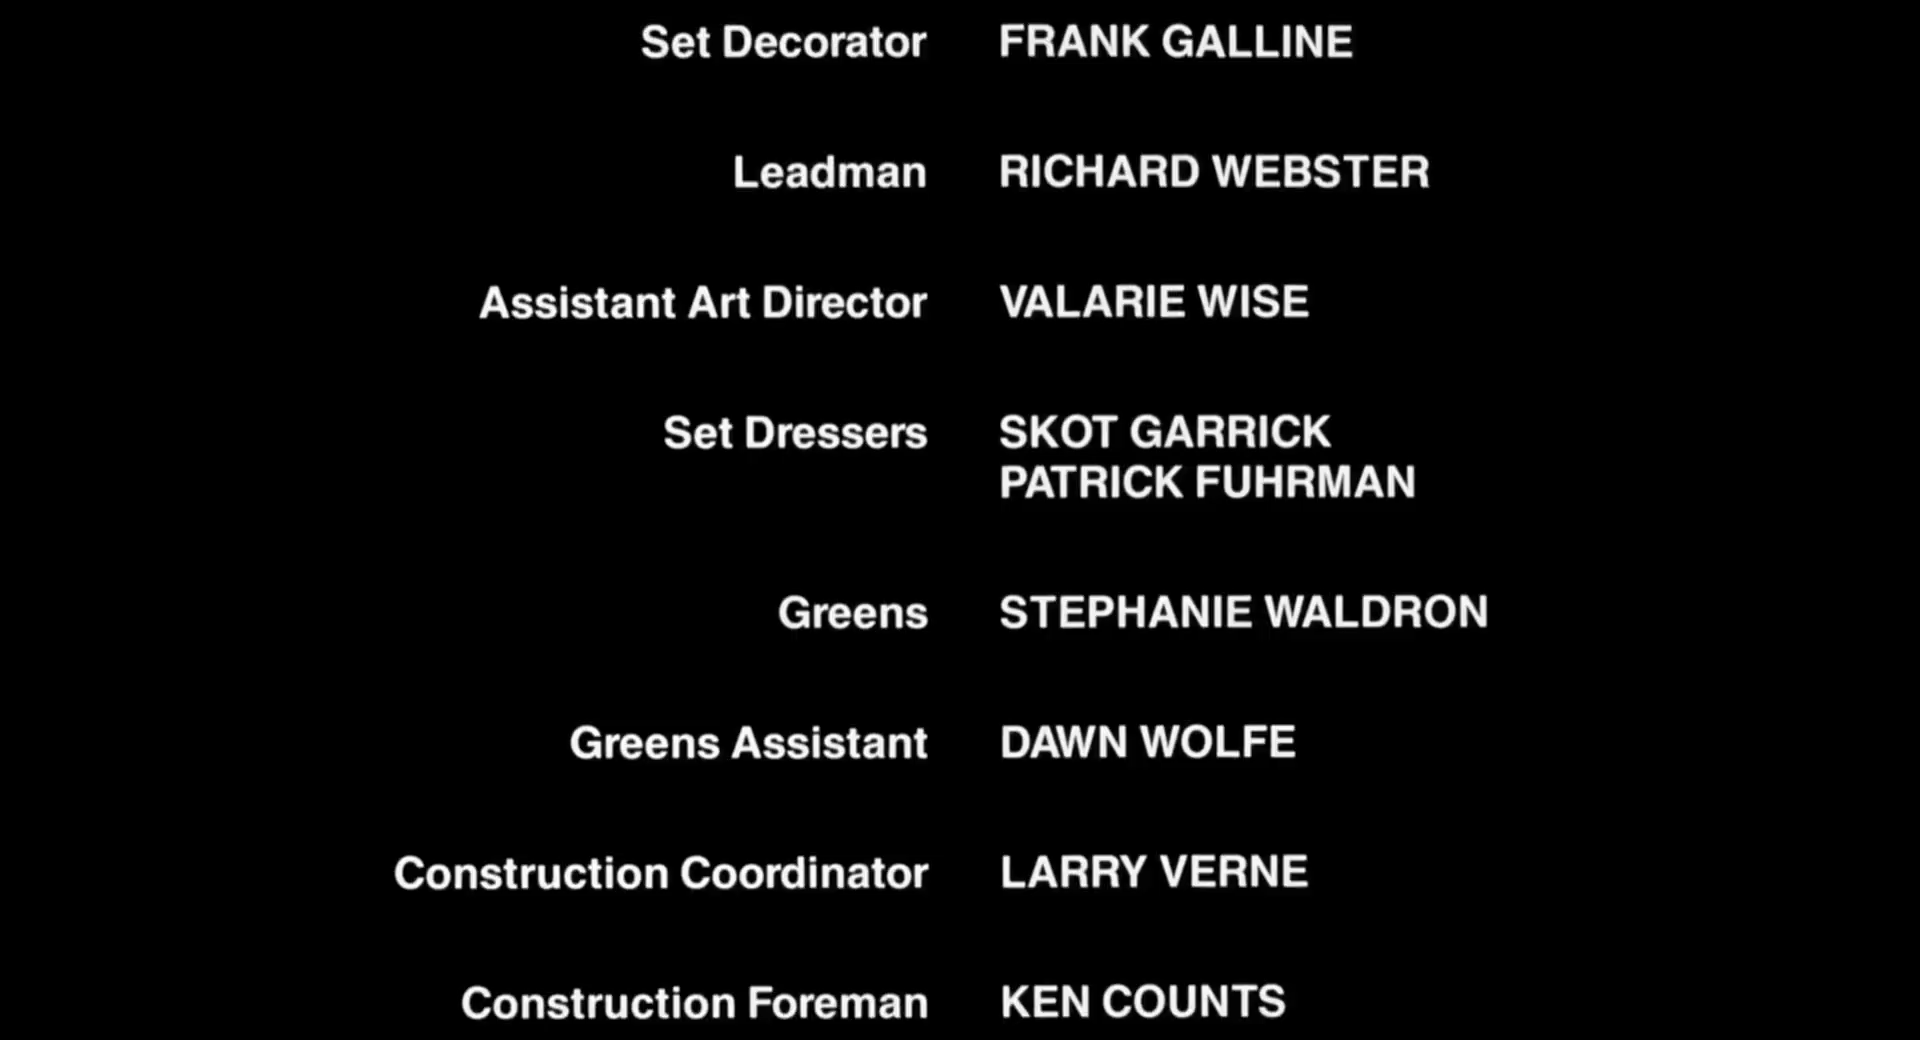 Set Decorator FRANK GALLINE
Leadman RICHARD WEBSTER
Assistant Art Director VALARIE WISE
Set Dressers SKOT GARRICK
PATRICK FUHRMAN
Greens STEPHANIE WALDRON
Greens Assistant DAWN WOLFE
Construction Coordinator LARRY VERNE
Construction Foreman KEN COUNTS